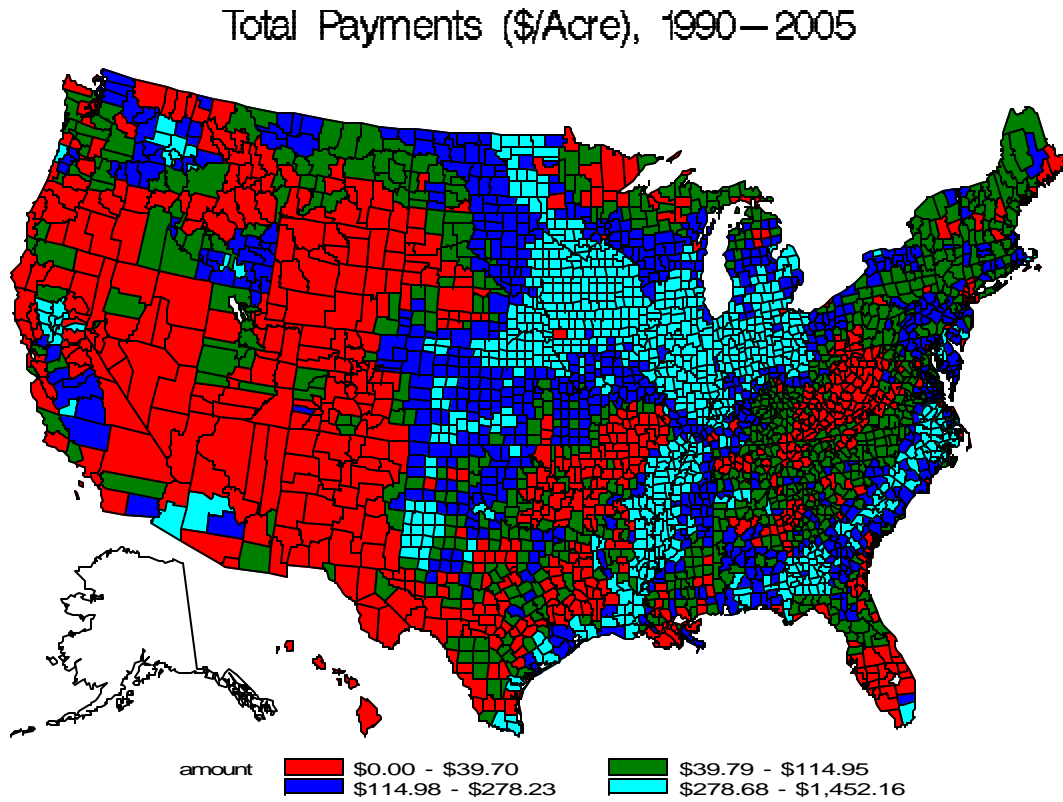 Total Payments ($/Acre), 1990-2005
amount $0.00 - $39.70 $39.79 - $114.95
$114.98 - $278.23 $278.68 - $1,452.16